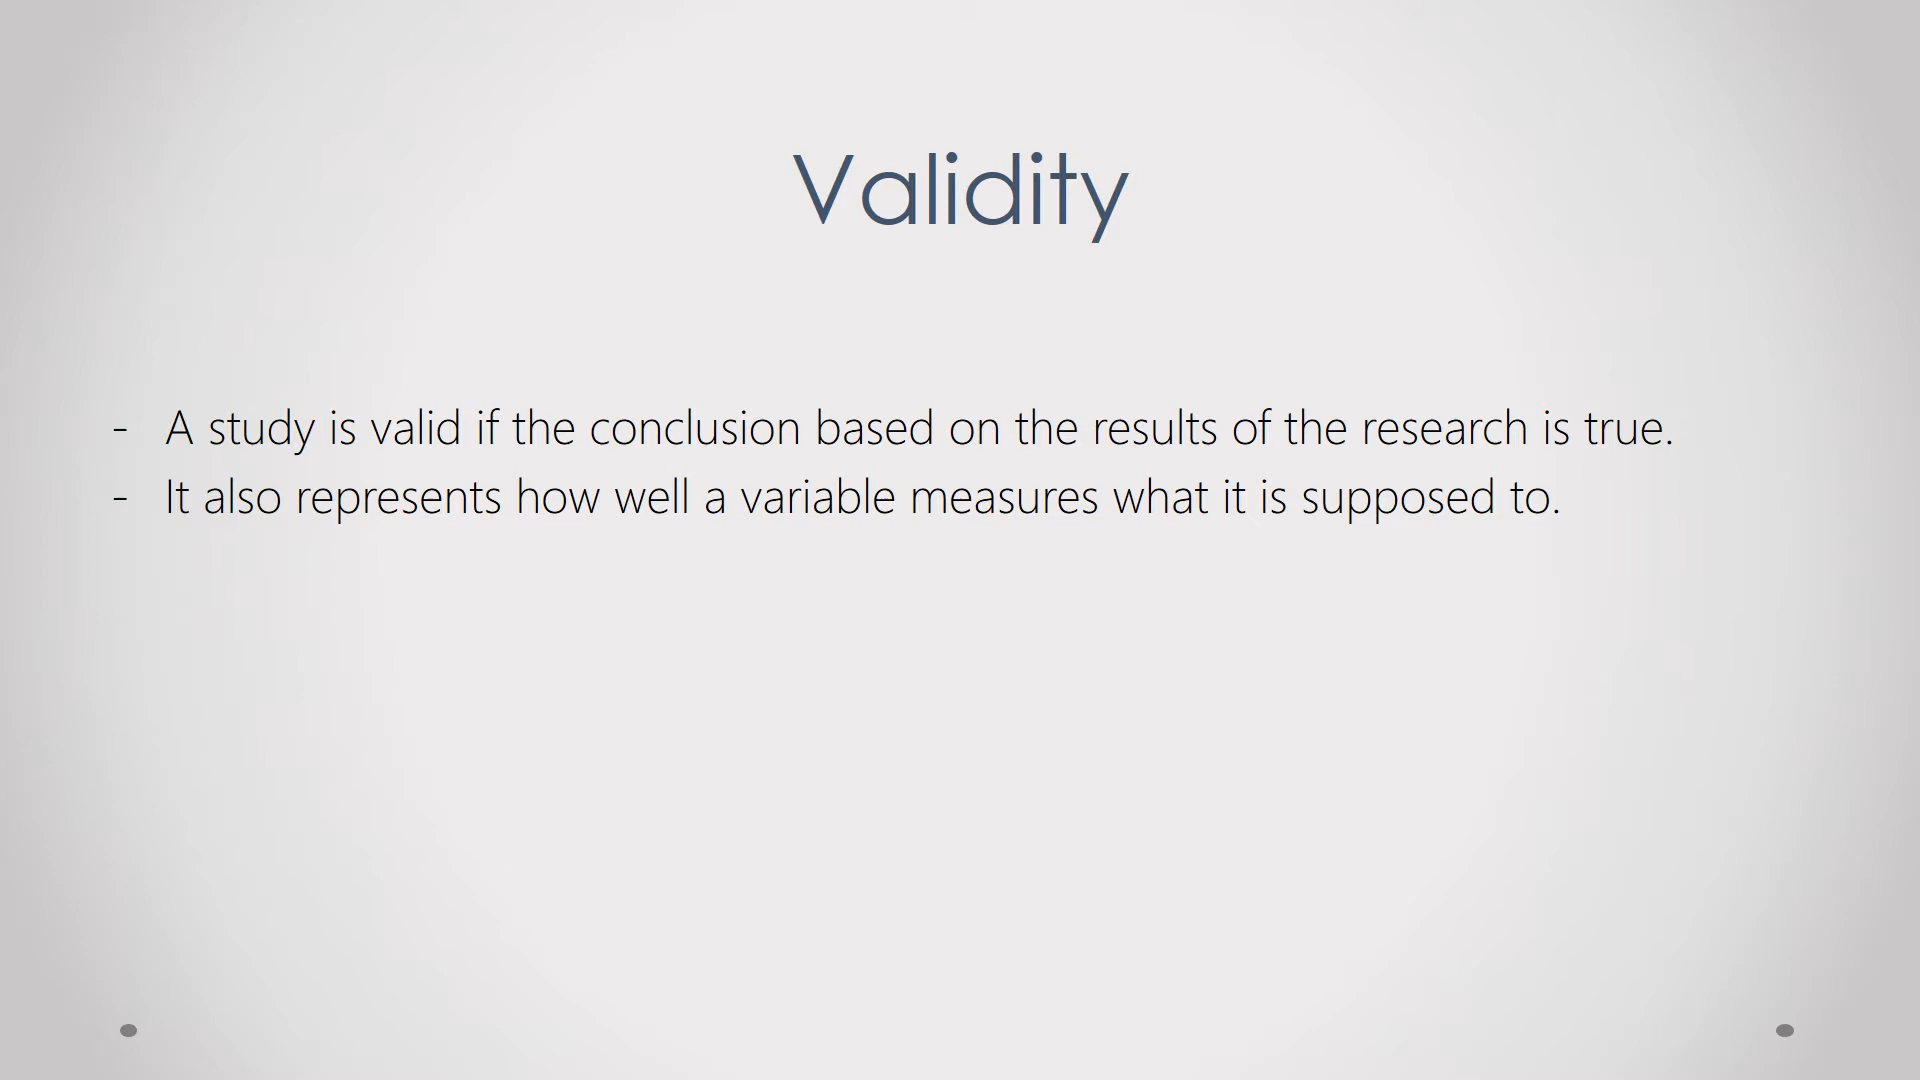 Validity
- A study is valid if the conclusion based on the results of the research is true.
- It also represents how well a variable measures what it is supposed to.